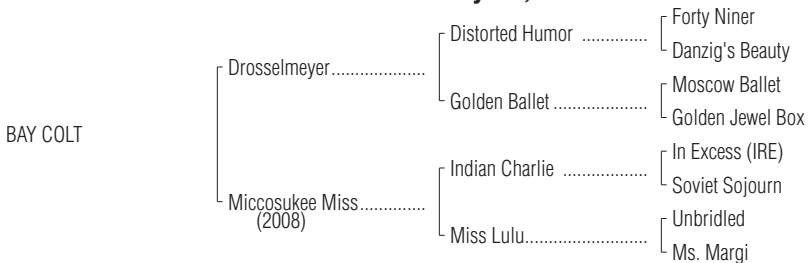 Forty Niner
Distorted Humor ..............
Danzig's Beauty
Drosselmeyer....................
Moscow Ballet
Golden Ballet ....................
Golden Jewel Box
BAY COLT
In Excess (IRE)
Indian Charlie ..................
Soviet Sojourn
Miccosukee Miss..............
(2008)
Unbridled
Miss Lulu..........................
Ms. Margi